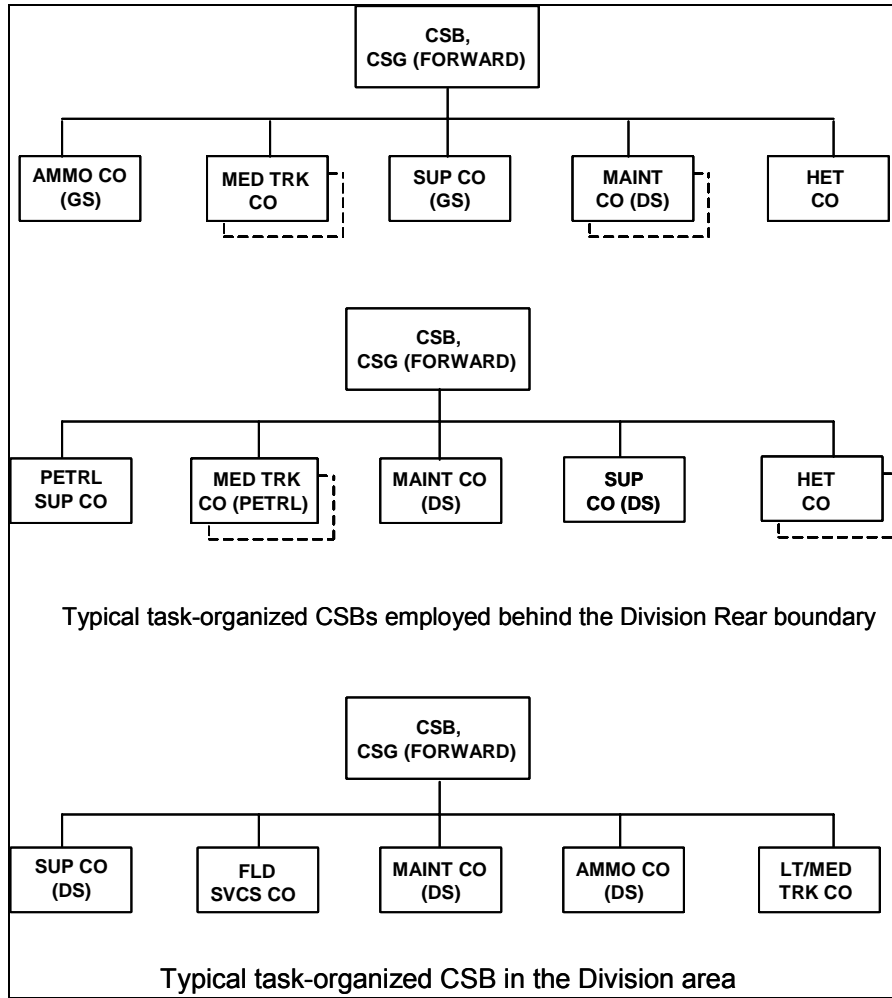 CSB,
CSG (FORWARD)
AMMO CO
(GS)
MED TRK
CO
SUP CO
(GS)
MAINT
CO (DS)
HET
CO
CSB,
CSG (FORWARD)
PETRL
SUP CO
MED TRK
CO (PETRL)
MAINT CO
(DS)
SUP
CO (DS)
HET
CO
Typical task-organized CSBs employed behind the Division Rear boundary
CSB,
CSG (FORWARD)
SUP CO
(DS)
FLD
SVCS CO
MAINT CO
(DS)
AMMO CO
(DS)
LT/MED
TRK CO
Typical task-organized CSB in the Division area